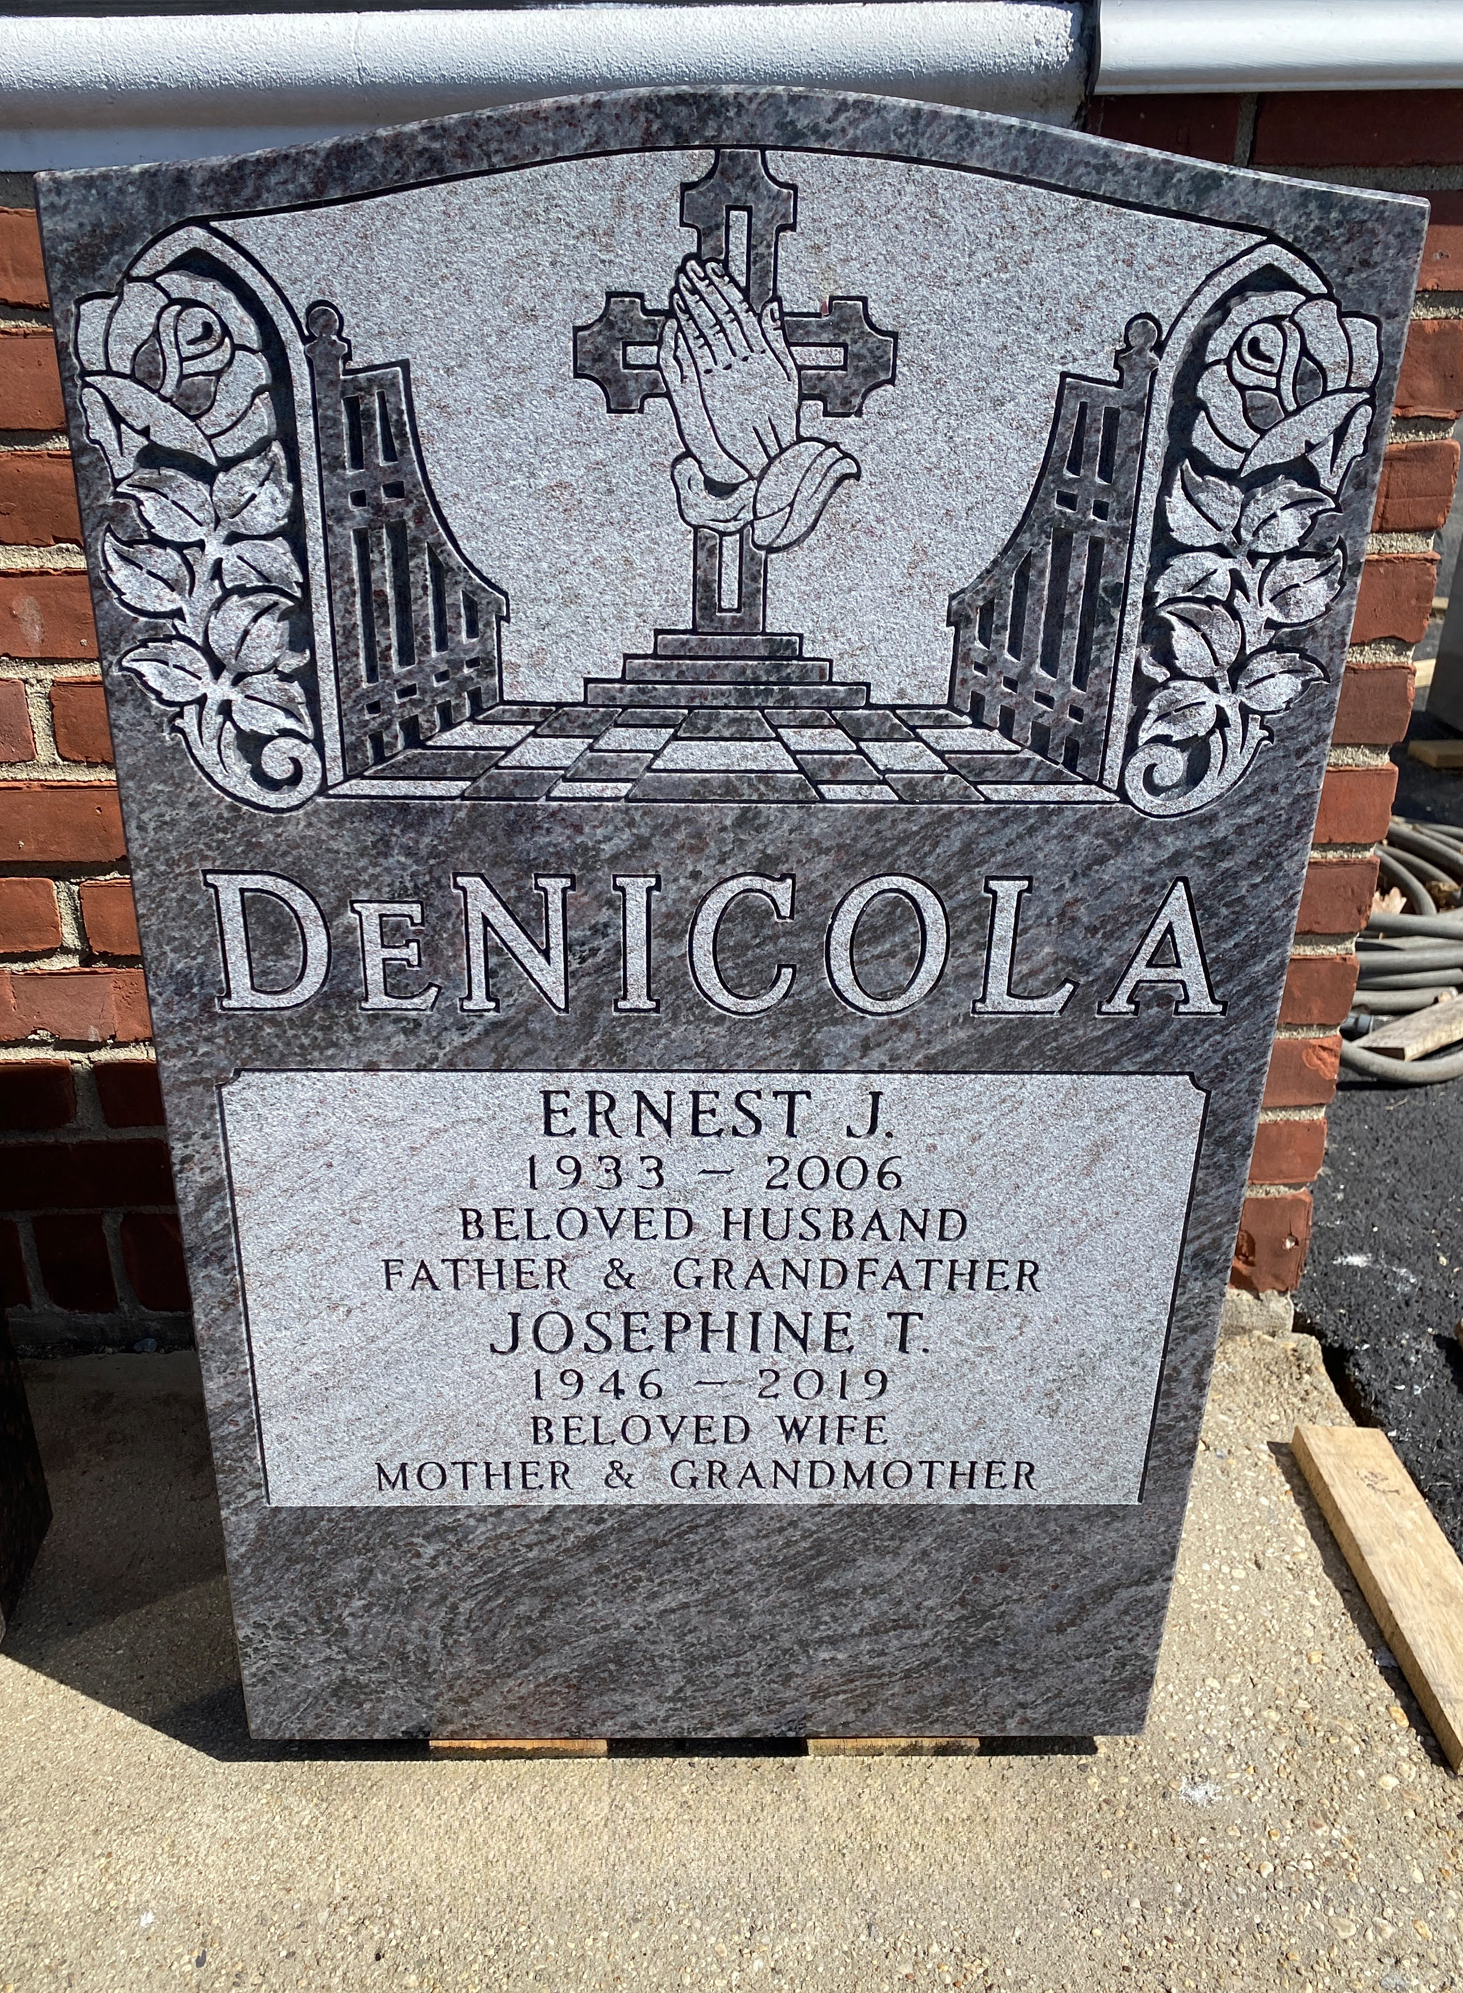 DeNICOLA
ERNEST J.
1933 – 2006
BELOVED HUSBAND
FATHER & GRANDFATHER
JOSEPHINE T.
1946 – 2019
BELOVED WIFE
MOTHER & GRANDMOTHER